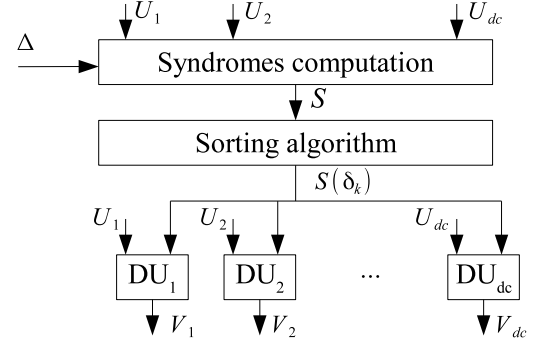 U1 U2 Udc
Δ
Syndromes computation
S
Sorting algorithm
S(δk)
U1 U2 Udc
DU1 DU2 ... DUdc
V1 V2 Vdc